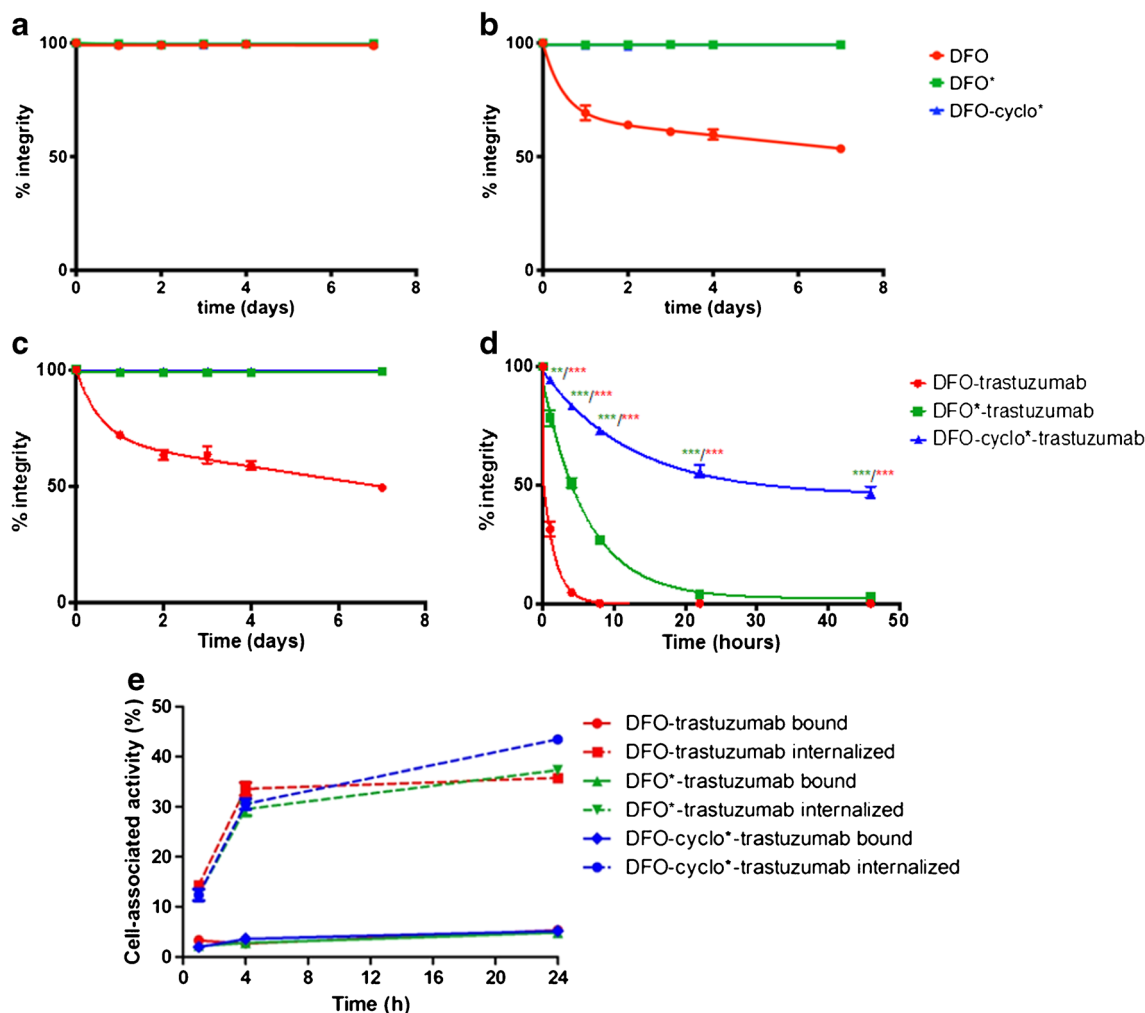 a
100
50
0
% integrity
0 2 4 6 8
time (days)
b
100
50
0
% integrity
0 2 4 6 8
time (days)
DFO
DFO*
DFO-cyclo*
c
100
50
0
% integrity
0 2 4 6 8
Time (days)
d
100
50
0
% integrity
**/***
***/***
***/***
***/***
***/***
0 10 20 30 40 50
Time (hours)
DFO-trastuzumab
DFO*-trastuzumab
DFO-cyclo*-trastuzumab
e
50
40
30
20
10
0
Cell-associated activity (%)
0 4 8 12 16 20 24
Time (h)
DFO-trastuzumab bound
DFO-trastuzumab internalized
DFO*-trastuzumab bound
DFO*-trastuzumab internalized
DFO-cyclo*-trastuzumab bound
DFO-cyclo*-trastuzumab internalized